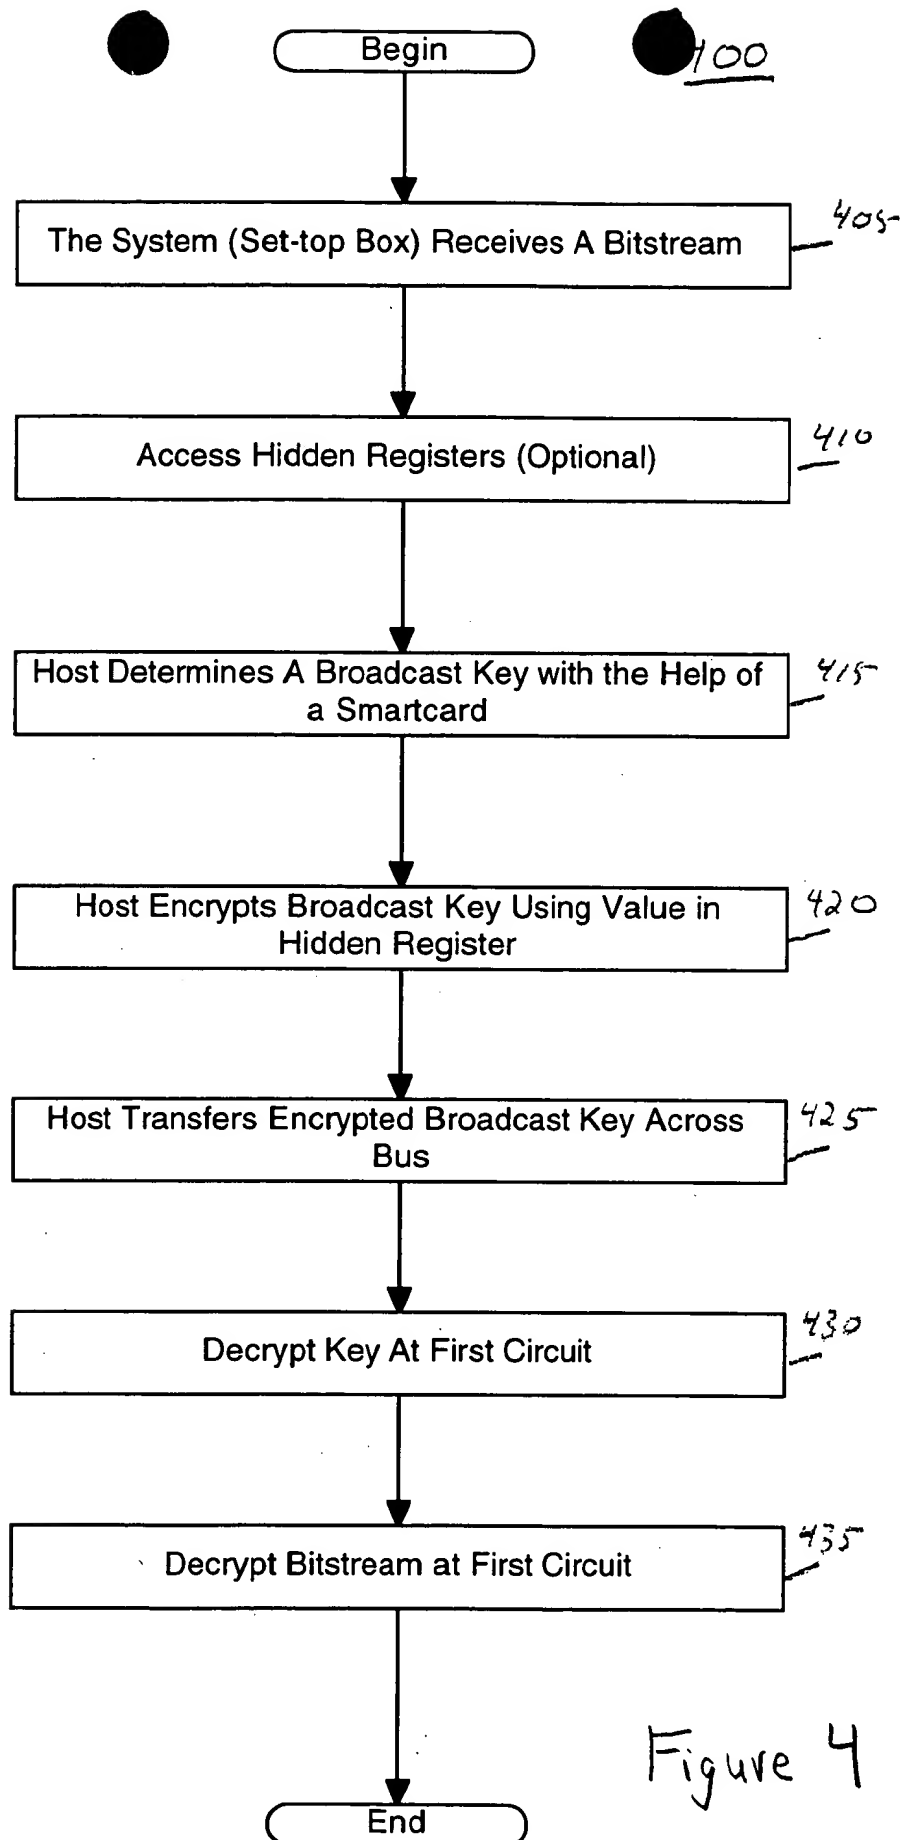 Begin
400
The System (Set-top Box) Receives A Bitstream
405
Access Hidden Registers (Optional)
410
Host Determines A Broadcast Key with the Help of
a Smartcard
415
Host Encrypts Broadcast Key Using Value in
Hidden Register
420
Host Transfers Encrypted Broadcast Key Across
Bus
425
Decrypt Key At First Circuit
430
Decrypt Bitstream at First Circuit
435
Figure 4
End